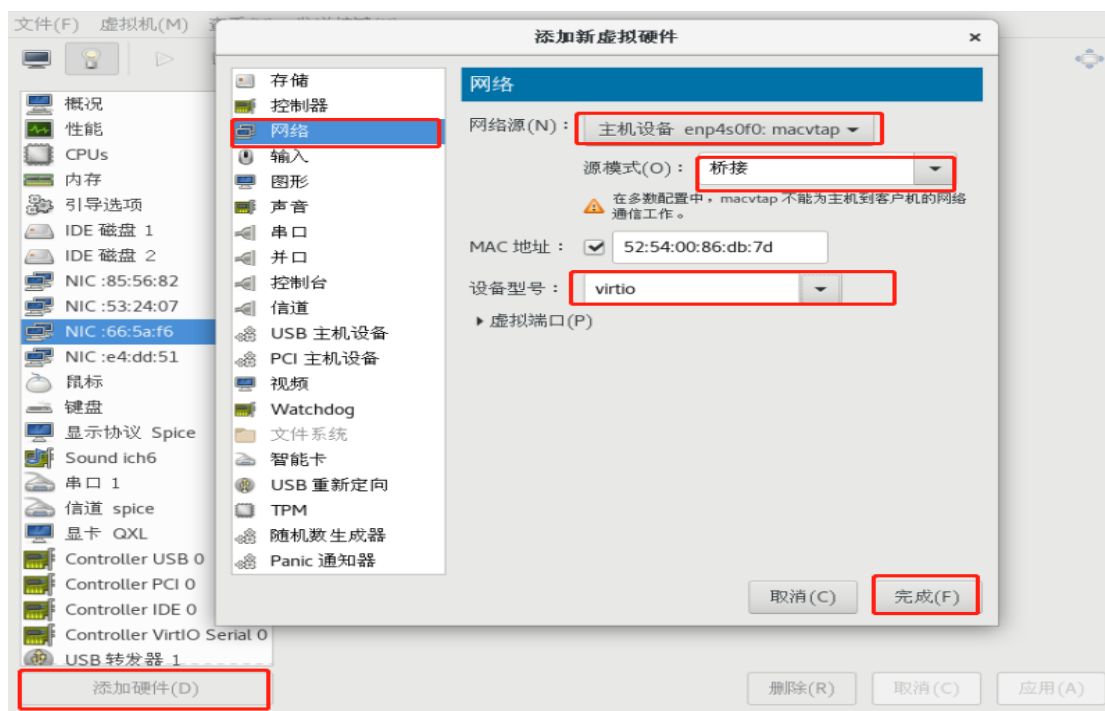 文件(F) 虚拟机(M)
添加新虚拟硬件
概况
性能
CPUs
内存
引导选项
IDE 磁盘 1
IDE 磁盘 2
NIC :85:56:82
NIC :53:24:07
NIC :66:5a:f6
NIC :e4:dd:51
鼠标
键盘
显示协议 Spice
Sound ich6
串口 1
信道 spice
显卡 QXL
Controller USB 0
Controller PCI 0
Controller IDE 0
Controller VirtIO Serial 0
USB 转发器 1
添加硬件(D)
存储
控制器
网络
输入
图形
声音
串口
并口
控制台
信道
USB 主机设备
PCI 主机设备
视频
Watchdog
文件系统
智能卡
USB 重新定向
TPM
随机数生成器
Panic 通知器
网络
网络源(N)： 主机设备 enp4s0f0: macvtap
源模式(O)： 桥接
在多数配置中，macvtap 不能为主机到客户机的网络
通信工作。
MAC 地址： 52:54:00:86:db:7d
设备型号： virtio
虚拟端口(P)
取消(C) 完成(F)
删除(R) 取消(C) 应用(A)